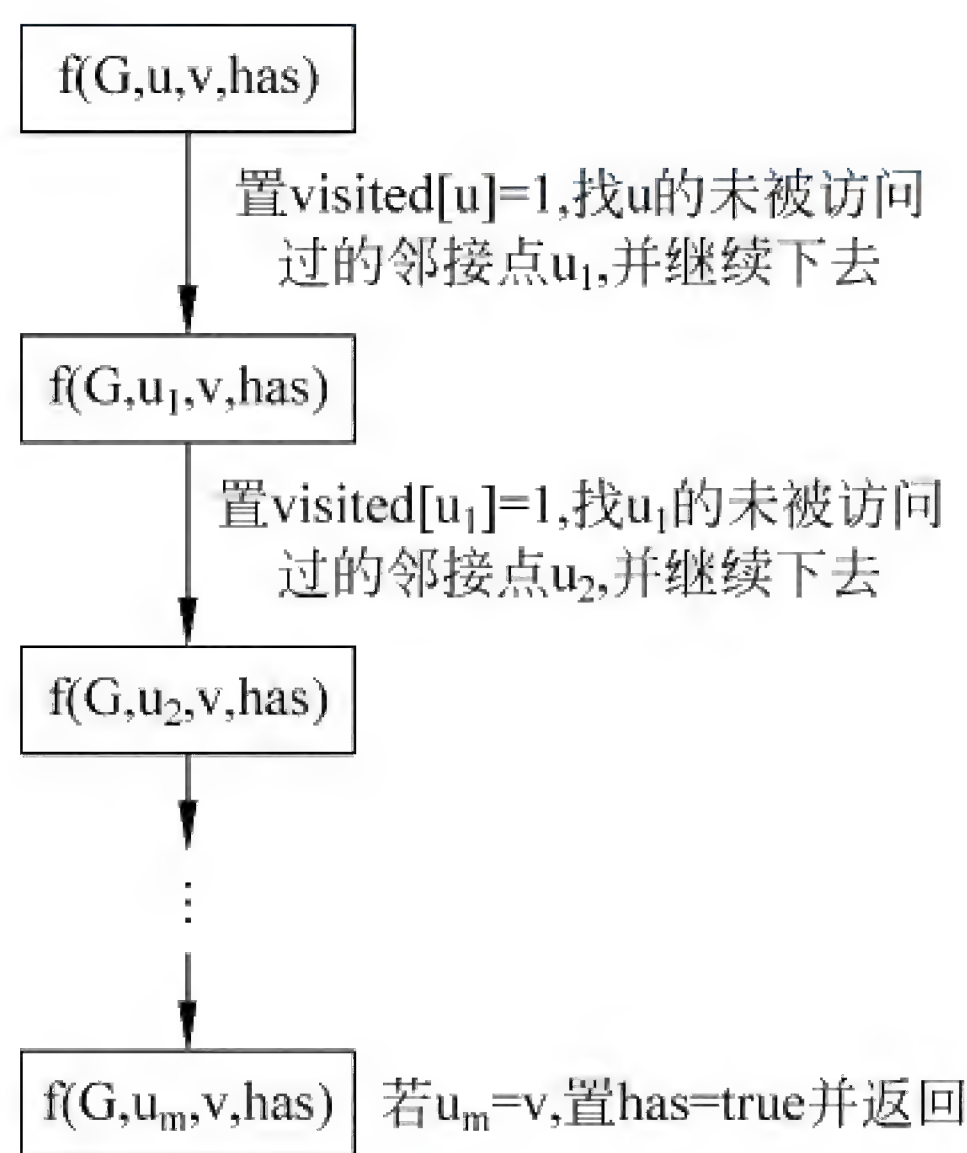 f(G,u,v,has)
置visited[u]=1,找u的未被访问
过的邻接点u₁,并继续下去
f(G,u₁,v,has)
置visited[u₁]=1,找u₁的未被访问
过的邻接点u₂,并继续下去
f(G,u₂,v,has)
⋮
f(G,uₘ,v,has) 若uₘ=v,置has=true并返回